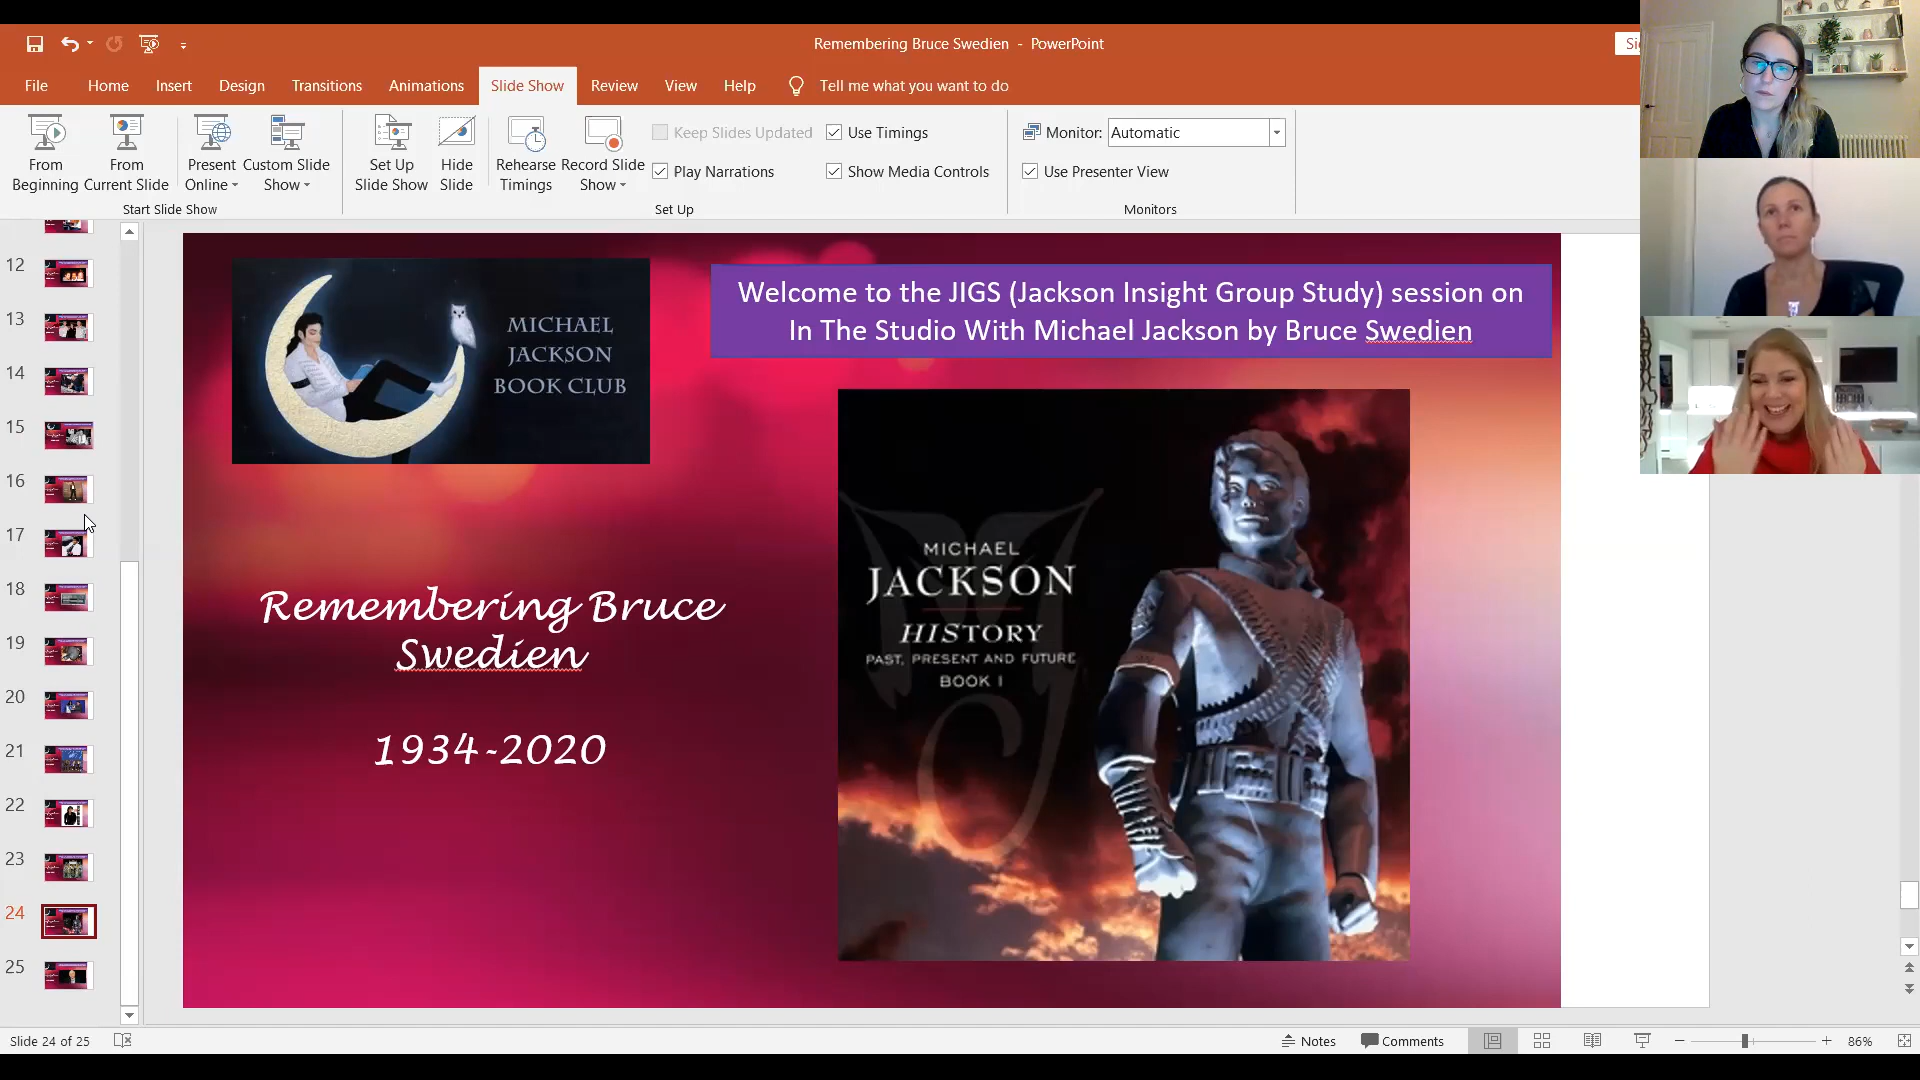 Remembering Bruce Swedien - PowerPoint
File
Home
Insert
Design
Transitions
Animations
Slide Show
Review
View
Help
Tell me what you want to do
From
Beginning
From
Current Slide
Present
Online
Custom Slide
Show
Set Up
Slide Show
Hide
Slide
Rehearse
Timings
Record Slide
Show
Keep Slides Updated
Play Narrations
Use Timings
Show Media Controls
Monitor: Automatic
Use Presenter View
Start Slide Show
Set Up
Monitors
12
13
14
15
16
17
18
19
20
21
22
23
24
25
MICHAEL
JACKSON
BOOK CLUB
Welcome to the JIGS (Jackson Insight Group Study) session on
In The Studio With Michael Jackson by Bruce Swedien
Remembering Bruce
Swedien
1934-2020
MICHAEL
JACKSON
HISTORY
PAST, PRESENT AND FUTURE
BOOK I
Slide 24 of 25
Notes
Comments
86%